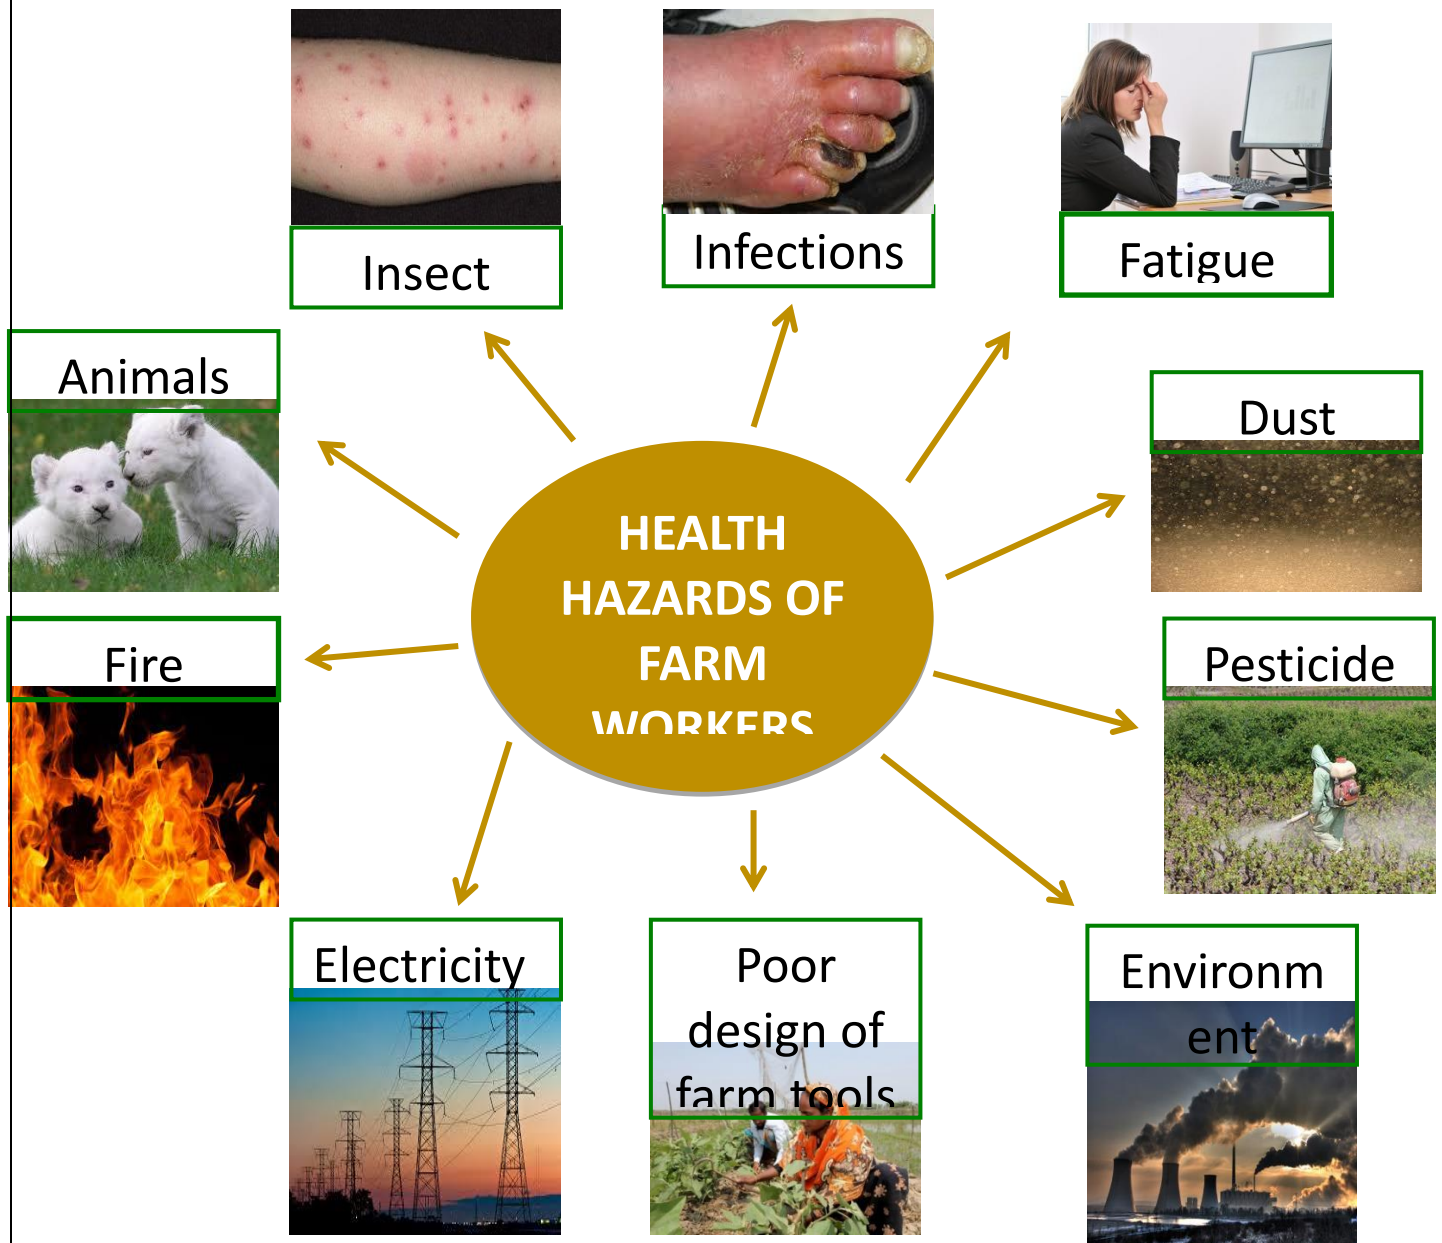 Insect
Infections
Fatigue
Animals
Dust
HEALTH
HAZARDS OF
FARM
WORKERS
Fire
Pesticide
Electricity
Poor
design of
farm tools
Environm
ent